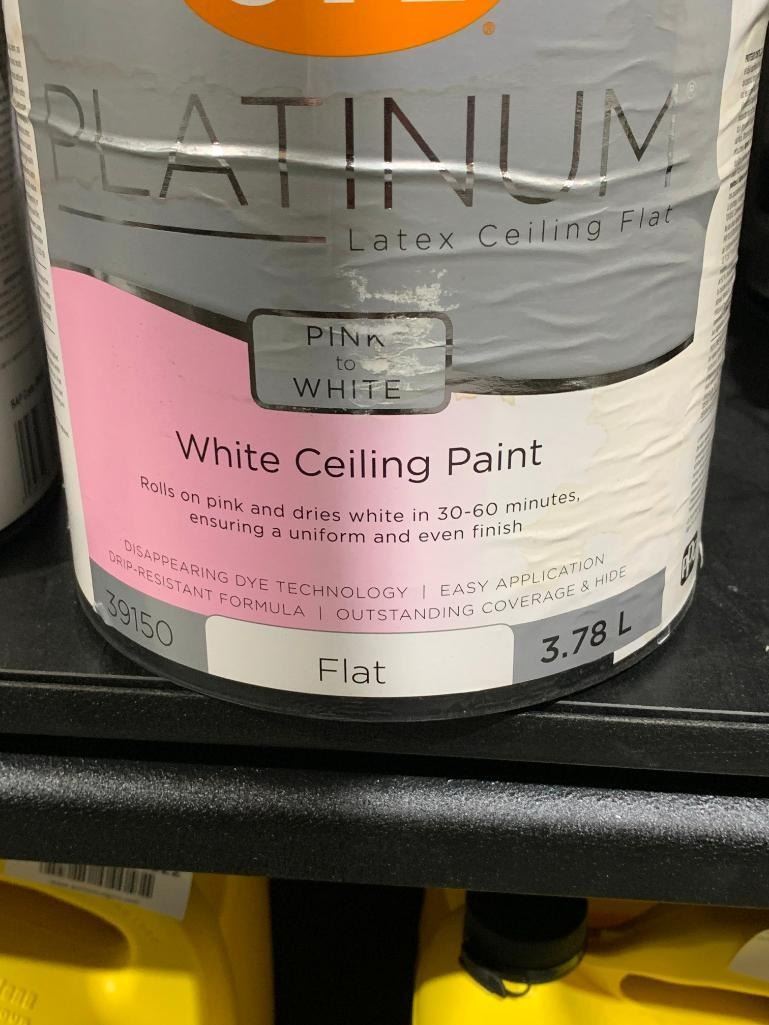 PLATINUM
Latex Ceiling Flat
PINK
to
WHITE
White Ceiling Paint
Rolls on pink and dries white in 30-60 minutes,
ensuring a uniform and even finish
DISAPPEARING DYE TECHNOLOGY | EASY APPLICATION
DRIP-RESISTANT FORMULA | OUTSTANDING COVERAGE & HIDE
39150
Flat
3.78 L